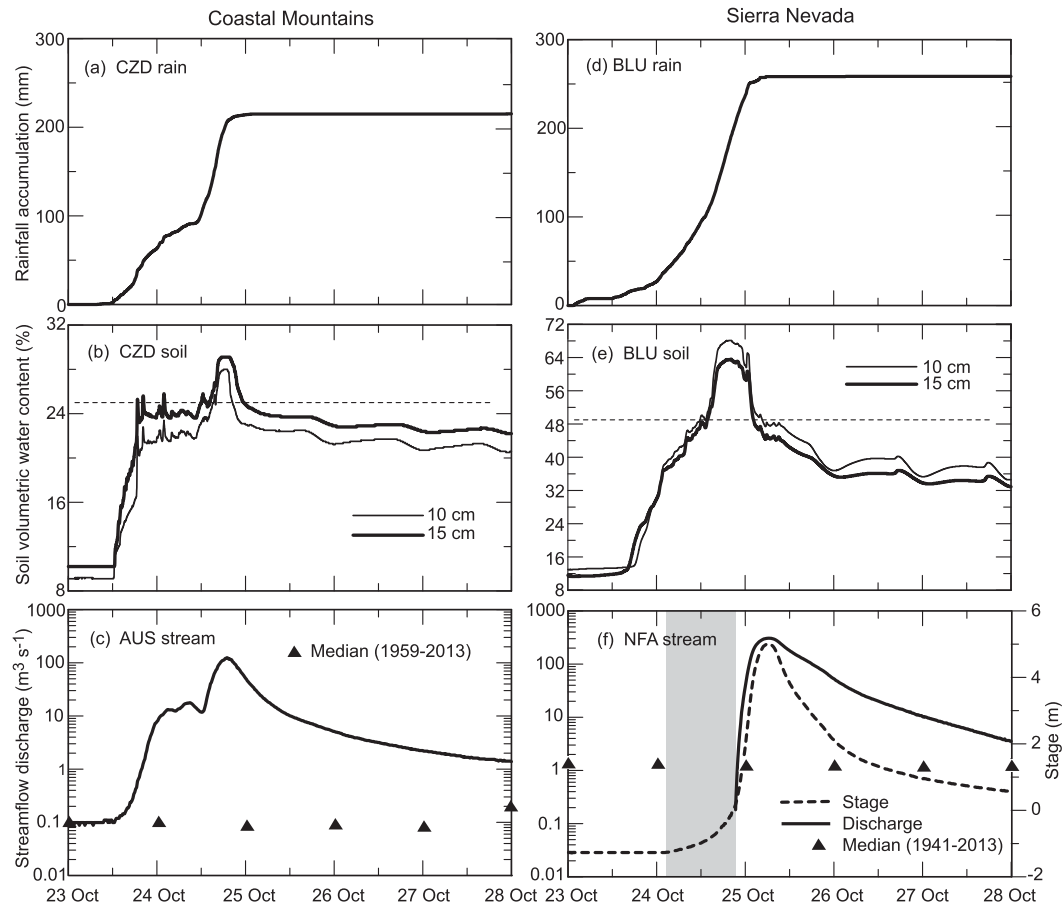 Coastal Mountains
Sierra Nevada
Rainfall accumulation (mm)
300
200
100
0
(a) CZD rain
300
200
100
0
(d) BLU rain
Soil volumetric water content (%)
32
24
16
8
(b) CZD soil
10 cm
15 cm
72
64
56
48
40
32
24
16
8
(e) BLU soil
10 cm
15 cm
Streamflow discharge (m³ s⁻¹)
1000
100
10
1
0.1
0.01
(c) AUS stream
Median (1959-2013)
23 Oct 24 Oct 25 Oct 26 Oct 27 Oct 28 Oct
1000
100
10
1
0.1
0.01
(f) NFA stream
Stage
Discharge
Median (1941-2013)
6
4
2
0
-2
Stage (m)
23 Oct 24 Oct 25 Oct 26 Oct 27 Oct 28 Oct